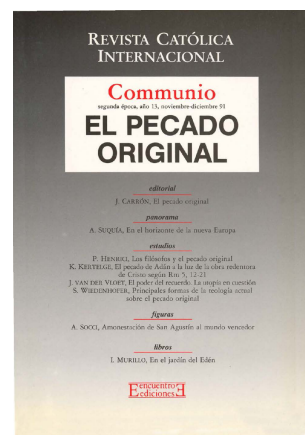 REVISTA CATÓLICA
INTERNACIONAL
Communio
segunda época, año 13, noviembre-diciembre 91
EL PECADO
ORIGINAL
editorial
J. CARRÓN, El pecado original
panorama
A. SUQUÍA, En el horizonte de la nueva Europa
estudios
P. HENRICI, Los filósofos y el pecado original
K. KERTELGE, El pecado de Adán a la luz de la obra redentora
de Cristo según Rm 5, 12-21
J. VAN DER VLOET, El poder del recuerdo. La utopía en cuestión
S. WIEDENHOFER, Principales formas de la teología actual
sobre el pecado original
figuras
A. SOCCI, Amonestación de San Agustín al mundo vencedor
libros
I. MURILLO, En el jardín del Edén
Encuentro
ediciones